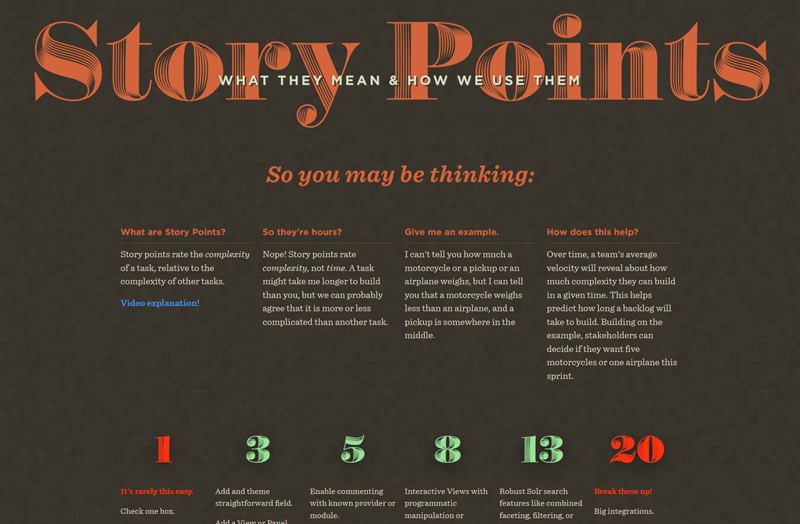 Story Points
WHAT THEY MEAN & HOW WE USE THEM
So you may be thinking:
What are Story Points?
Story points rate the complexity
of a task, relative to the
complexity of other tasks.
Video explanation!
So they're hours?
Nope! Story points rate
complexity, not time. A task
might take me longer to build
than you, but we can probably
agree that it is more or less
complicated than another task.
Give me an example.
I can't tell you how much a
motorcycle or a pickup or an
airplane weighs, but I can tell
you that a motorcycle weighs
less than an airplane, and a
pickup is somewhere in the
middle.
How does this help?
Over time, a team's average
velocity will reveal about how
much complexity they can build
in a given time. This helps
predict how long a backlog will
take to build. Building on the
example, stakeholders can
decide if they want five
motorcycles or one airplane this
sprint.
1
It's rarely this easy.
Check one box.
3
Add and theme
straightforward field.
Add a View or Panel
5
Enable commenting
with known provider or
module.
8
Interactive Views with
programmatic
manipulation or
13
Robust Solr search
features like combined
faceting, filtering, or
20
Break these up!
Big integrations.